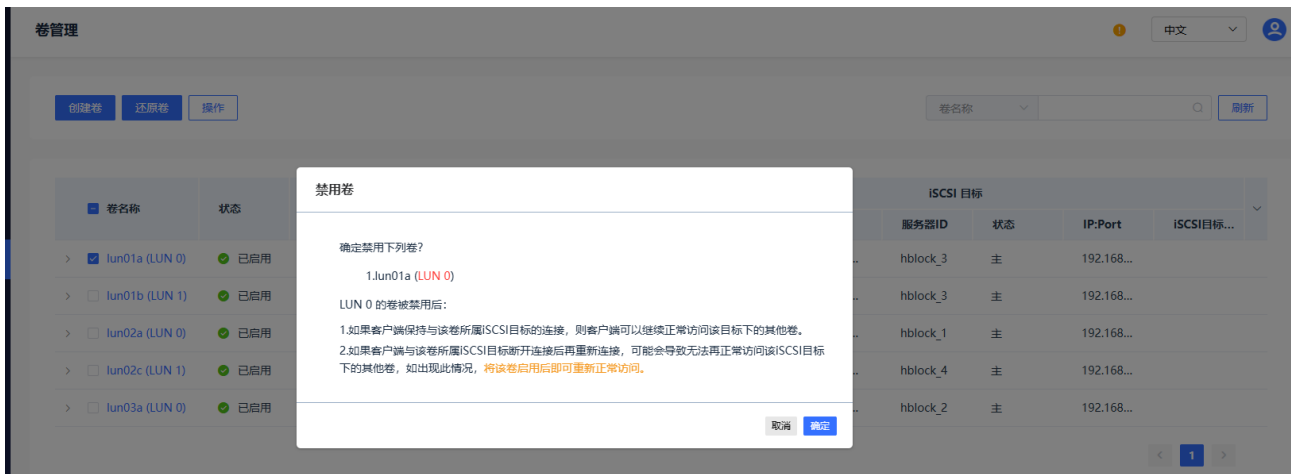 卷管理
中文
创建卷 还原卷 操作 卷名称 刷新
禁用卷
iSCSI 目标
卷名称 状态 服务器ID 状态 IP:Port iSCSI目标...
确定禁用下列卷?
lun01a (LUN 0) 已启用 hblock_3 主 192.168...
1.lun01a (LUN 0)
lun01b (LUN 1) 已启用 hblock_3 主 192.168...
LUN 0 的卷被禁用后:
1.如果客户端保持与该卷所属iSCSI目标的连接，则客户端可以继续正常访问该目标下的其他卷。
lun02a (LUN 0) 已启用 hblock_1 主 192.168...
2.如果客户端与该卷所属iSCSI目标断开连接后再重新连接，可能会导致无法再正常访问该iSCSI目标
下的其他卷，如出现此情况，将该卷启用后即可重新正常访问。
lun02c (LUN 1) 已启用 hblock_4 主 192.168...
lun03a (LUN 0) 已启用 hblock_2 主 192.168...
取消 确定
1